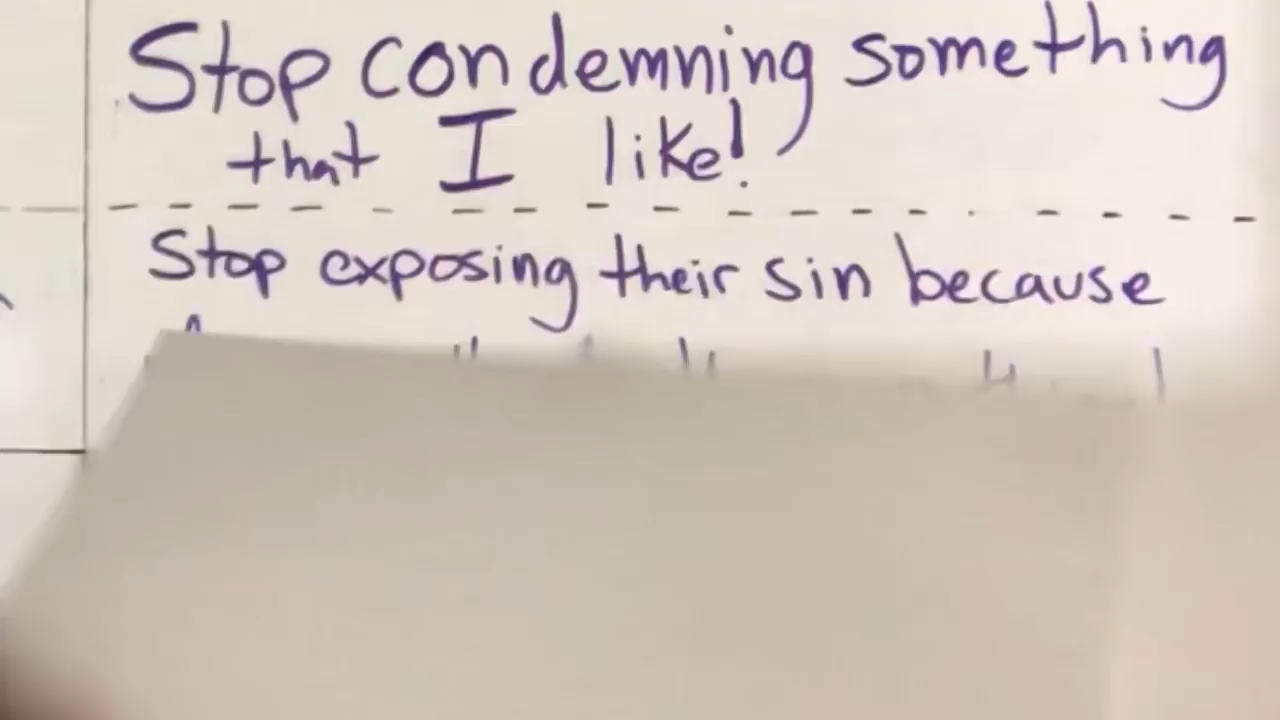 Stop condemning something
that I like!
Stop exposing their sin because